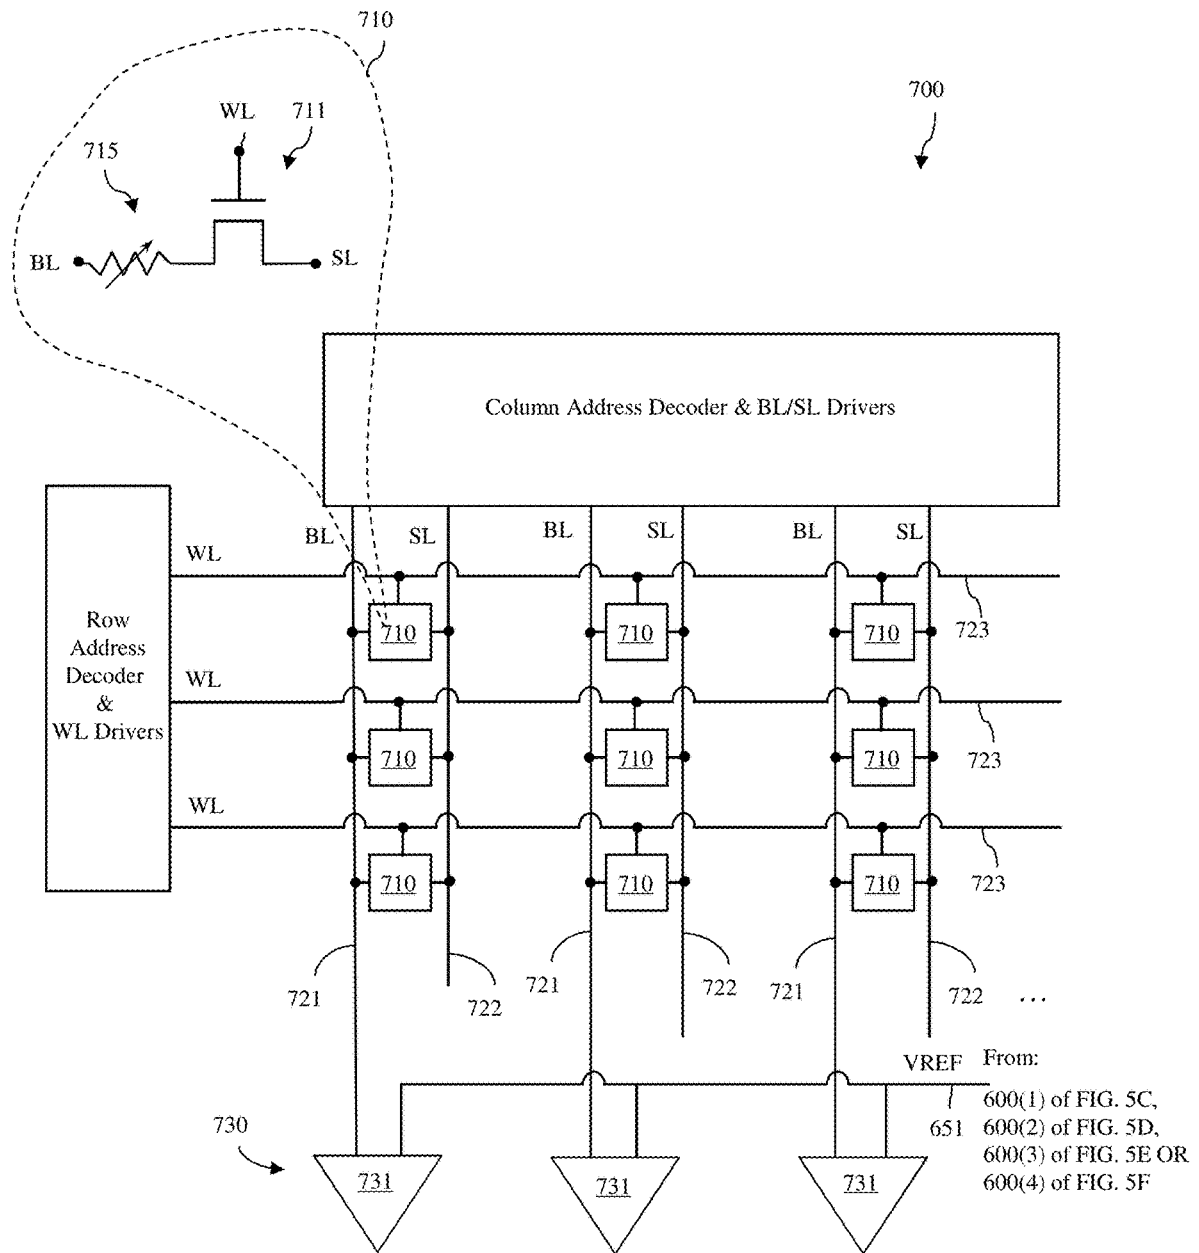 710
700
WL
711
715
BL
SL
Column Address Decoder & BL/SL Drivers
BL
SL
BL
SL
BL
SL
WL
Row
Address
Decoder
&
WL Drivers
710
710
710
723
WL
710
710
710
723
WL
710
710
710
723
721
722
721
722
721
722
...
VREF
From:
651
600(1) of FIG. 5C,
600(2) of FIG. 5D,
600(3) of FIG. 5E OR
600(4) of FIG. 5F
730
731
731
731